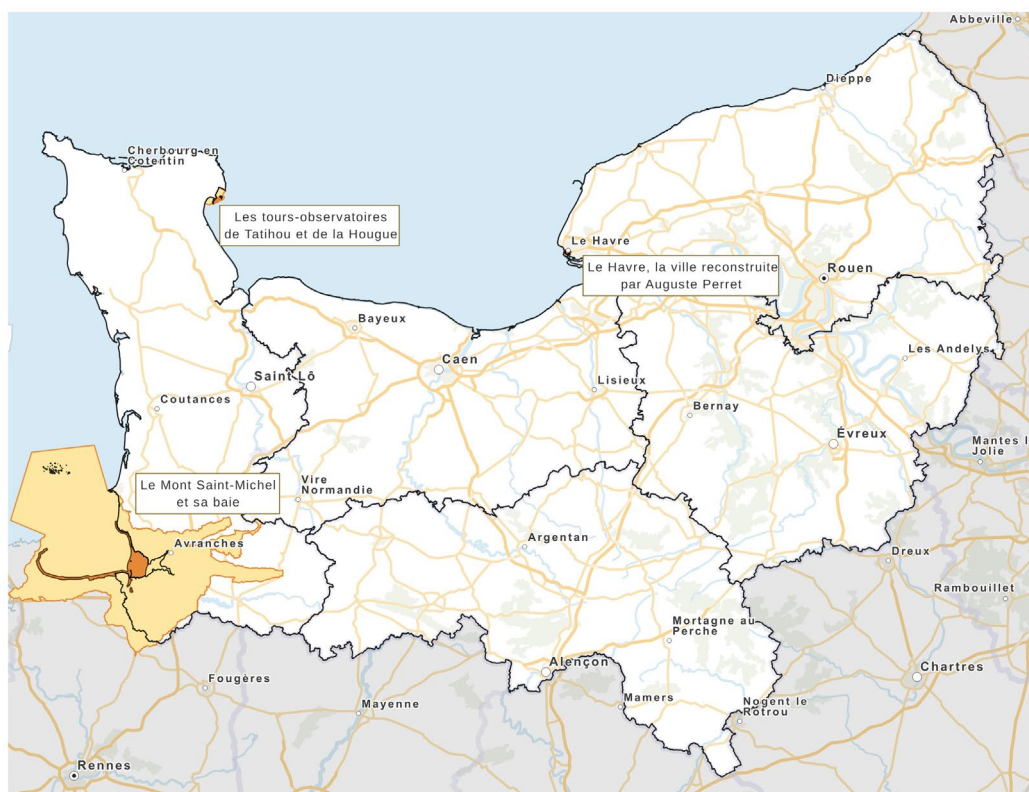 Abbeville
Dieppe
Cherbourg en
Cotentin
Les tours-observatoires
de Tatihou et de la Hougue
Le Havre
Le Havre, la ville reconstruite
par Auguste Perret
Rouen
Bayeux
Caen
Les Andelys
Saint Lô
Lisieux
Coutances
Bernay
Évreux
Mantes l
Jolie
Le Mont Saint-Michel
et sa baie
Vire
Normandie
Avranches
Argentan
Dreux
Rambouillet
Mortagne au
Perche
Alençon
Chartres
Fougères
Mayenne
Mamers
Nogent le
Rotrou
Rennes